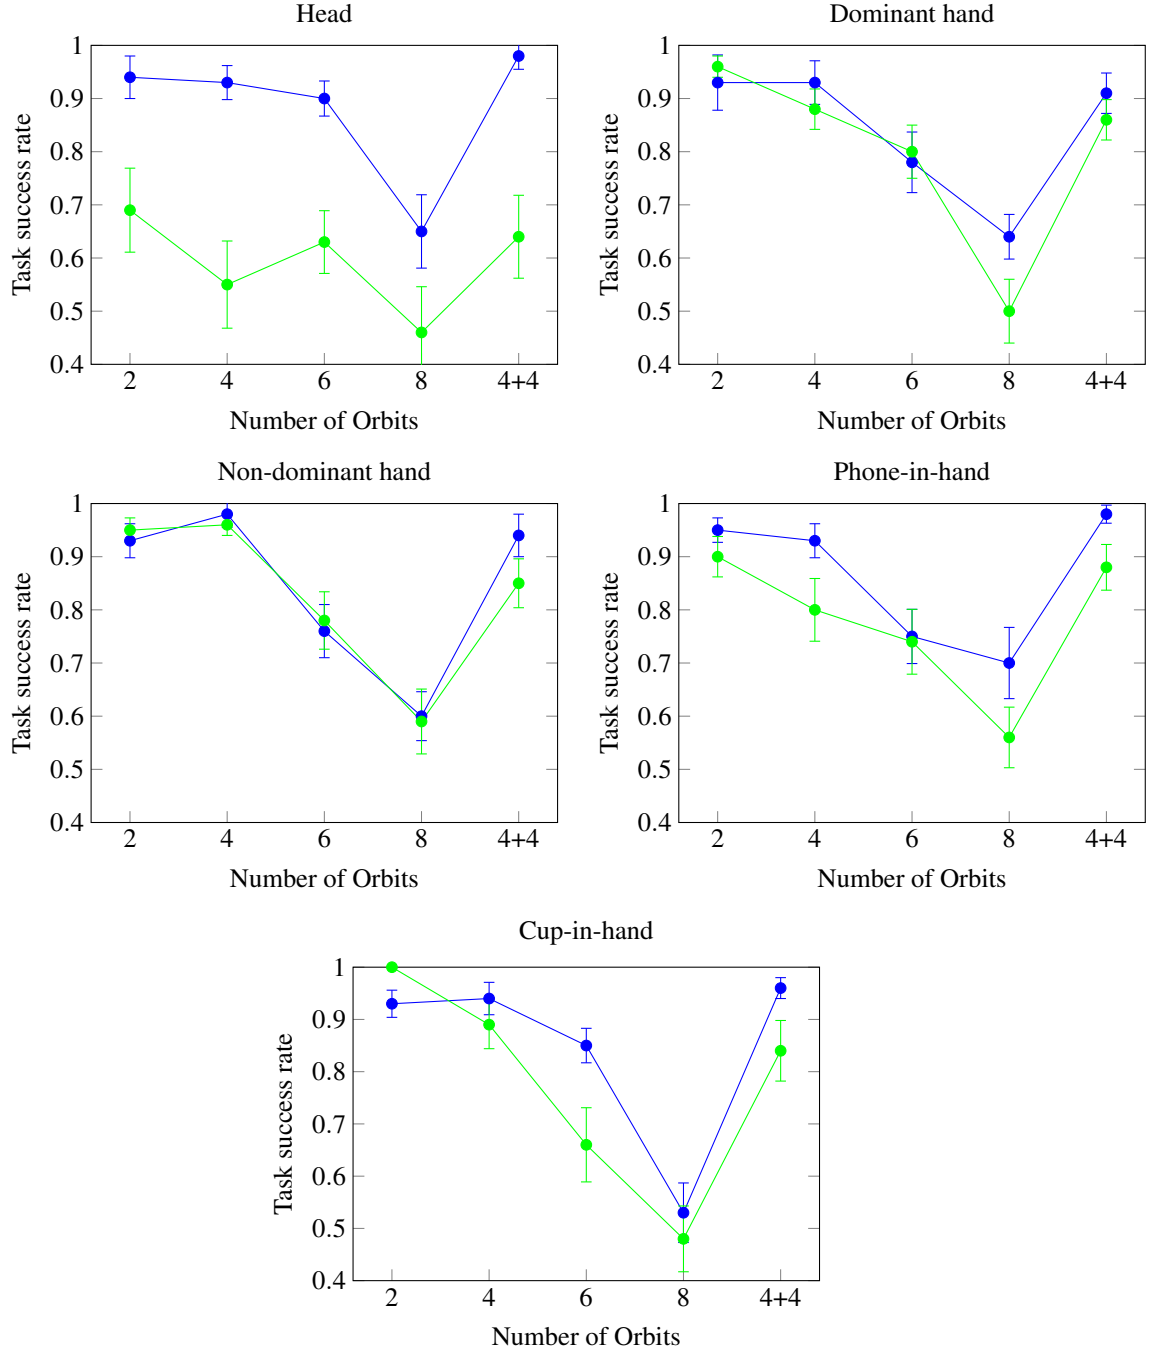 Head
Dominant hand
1
0.9
0.8
0.7
0.6
0.5
0.4
Task success rate
2 4 6 8 4+4
Number of Orbits
1
0.9
0.8
0.7
0.6
0.5
0.4
Task success rate
2 4 6 8 4+4
Number of Orbits
Non-dominant hand
Phone-in-hand
1
0.9
0.8
0.7
0.6
0.5
0.4
Task success rate
2 4 6 8 4+4
Number of Orbits
1
0.9
0.8
0.7
0.6
0.5
0.4
Task success rate
2 4 6 8 4+4
Number of Orbits
Cup-in-hand
1
0.9
0.8
0.7
0.6
0.5
0.4
Task success rate
2 4 6 8 4+4
Number of Orbits